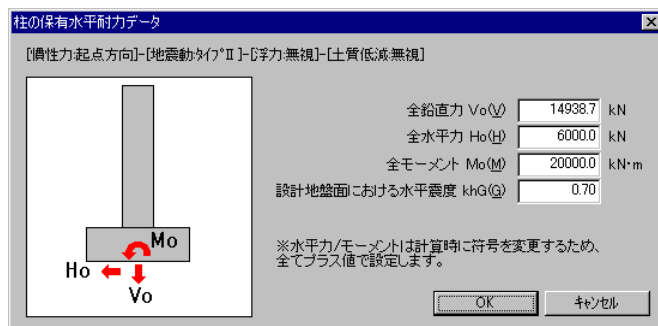 柱の保有水平耐力データ
[慣性力:起点方向]-[地震動:ﾀｲﾌﾟⅡ]-[浮力:無視]-[土質低減:無視]
全鉛直力 Vo(V) 14938.7 kN
全水平力 Ho(H) 6000.0 kN
全モーメント Mo(M) 20000.0 kN・m
設計地盤面における水平震度 khG(G) 0.70
Mo
Ho
Vo
※水平力/モーメントは計算時に符号を変更するため、
全てプラス値で設定します。
OK キャンセル